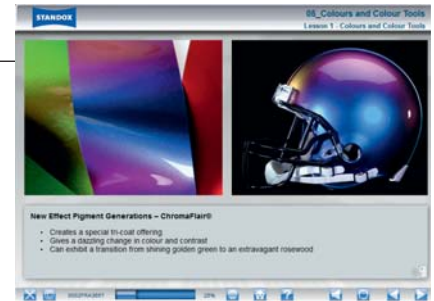 STANDOX
08_Colours and Colour Tools
Lesson 1 - Colours and Colour Tools
New Effect Pigment Generations – ChromaFlair®
• Creates a special tri-coat offering
• Gives a dazzling change in colour and contrast
• Can exhibit a transition from shining golden green to an extravagant rosewood
25%